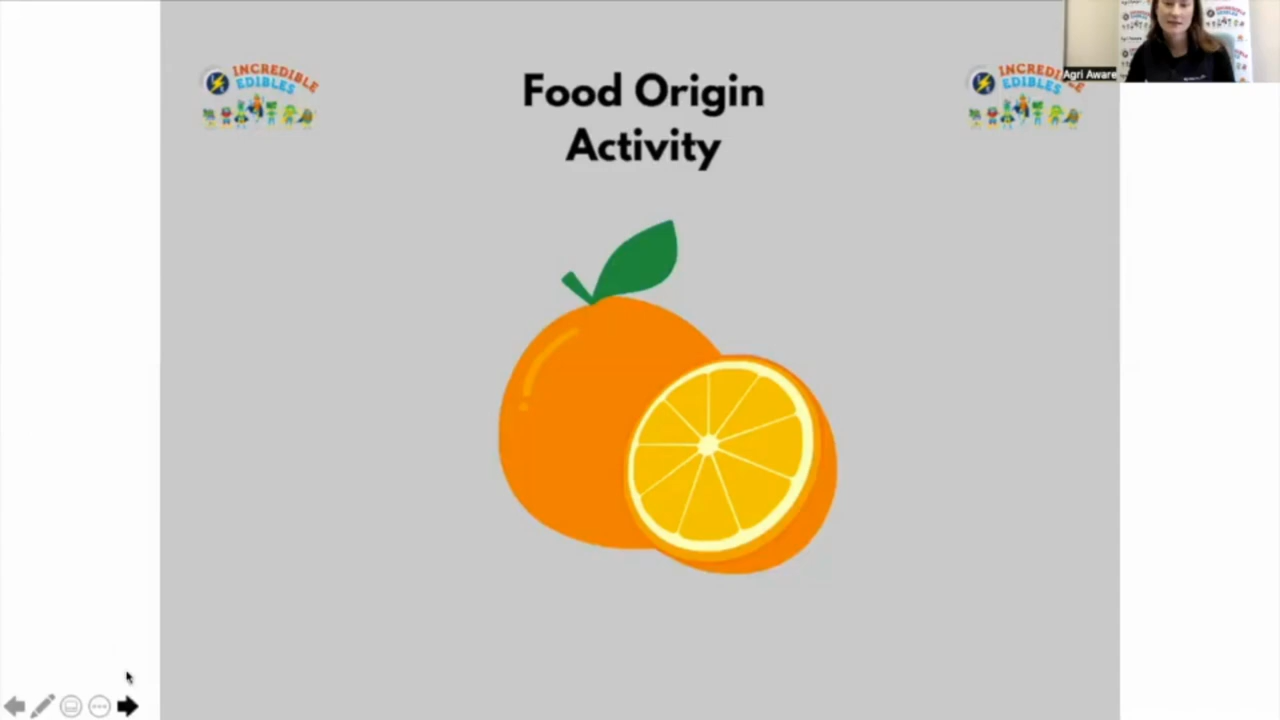 INCREDIBLE
EDIBLES
Food Origin
Activity
INCREDIBLE
EDIBLES
Agri Aware